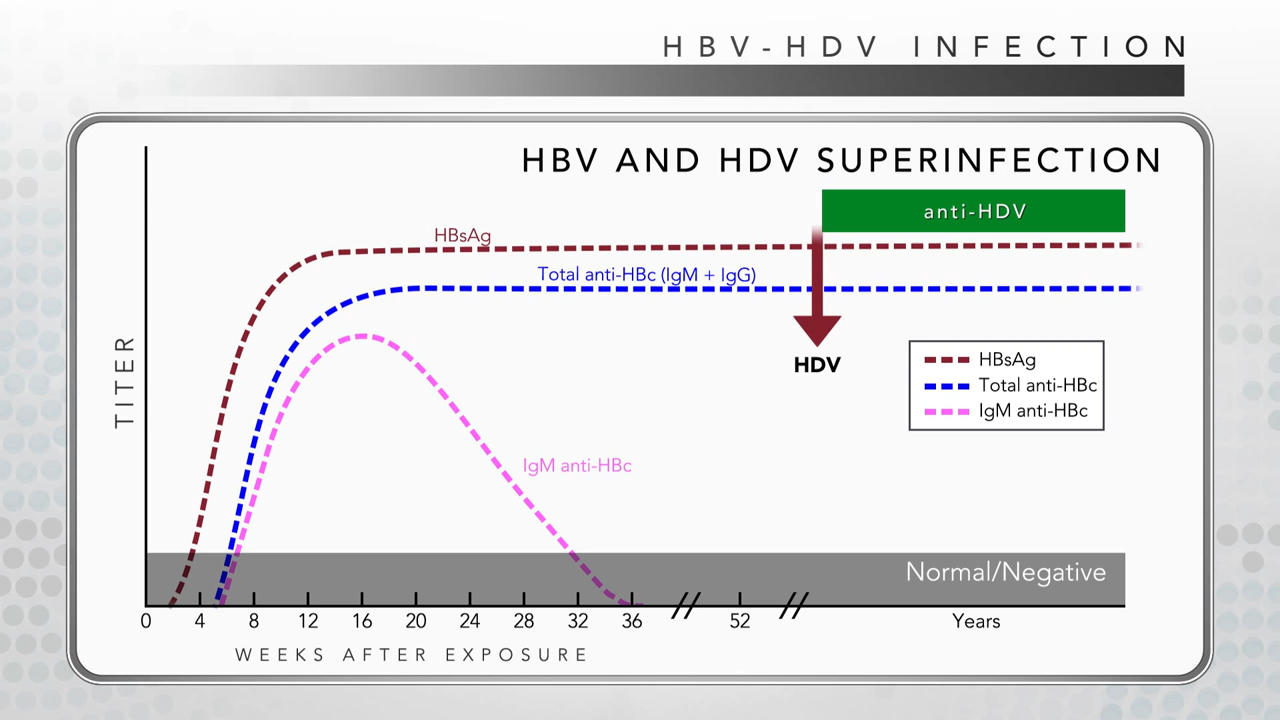 HBV-HDV INFECTION
HBV AND HDV SUPERINFECTION
anti-HDV
HBsAg
Total anti-HBc (IgM + IgG)
HDV
HBsAg
Total anti-HBc
IgM anti-HBc
TITER
IgM anti-HBc
Normal/Negative
0 4 8 12 16 20 24 28 32 36 52 Years
WEEKS AFTER EXPOSURE